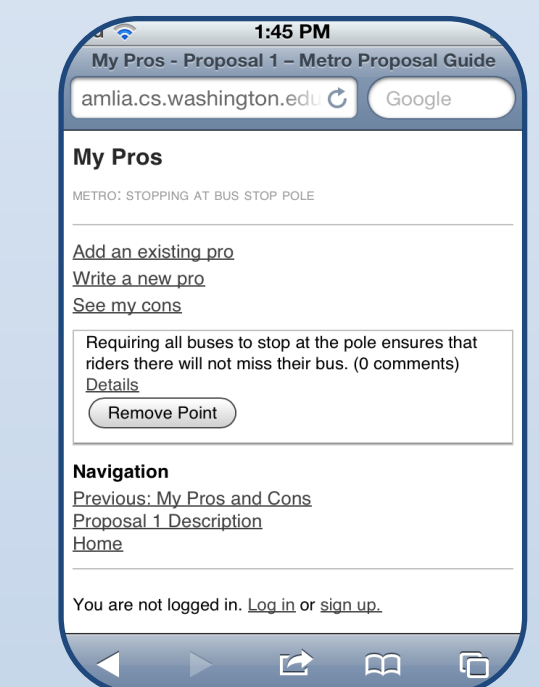 1:45 PM
My Pros - Proposal 1 – Metro Proposal Guide
amlia.cs.washington.edu
Google
My Pros
METRO: STOPPING AT BUS STOP POLE
Add an existing pro
Write a new pro
See my cons
Requiring all buses to stop at the pole ensures that
riders there will not miss their bus. (0 comments)
Details
Remove Point
Navigation
Previous: My Pros and Cons
Proposal 1 Description
Home
You are not logged in. Log in or sign up.